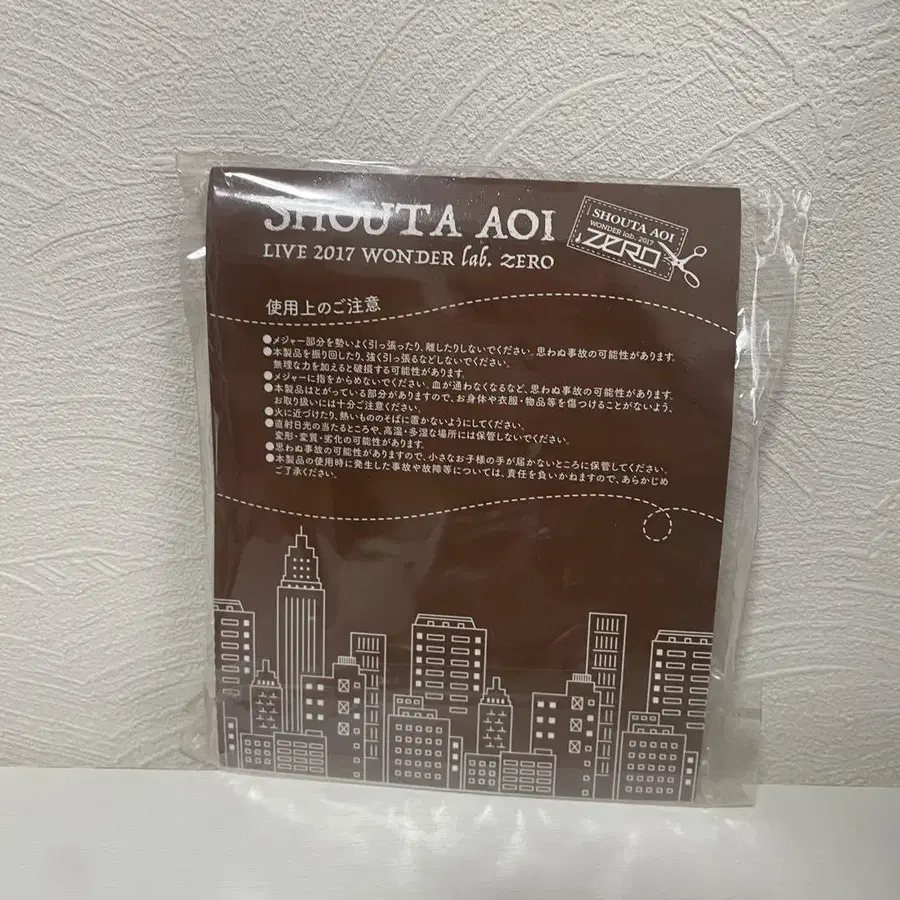 SHOUTA AOI
LIVE 2017 WONDER lab. ZERO
SHOUTA AOI
WONDER lab. 2017
ZERO
使用上のご注意
●メジャー部分を勢いよく引っ張ったり、離したりしないでください。思わぬ事故の可能性があります。
●本製品を振り回したり、強く引っ張るなどしないでください。
無理な力を加えると破損する可能性があります。
●メジャーに指をからめないでください。血が通わなくなるなど、思わぬ事故の可能性があります。
●本製品はとがっている部分がありますので、お身体や衣服・物品等を傷つけることがないよう、
お取り扱いには十分ご注意ください。
●火に近づけたり、熱いもののそばに置かないようにしてください。
●直射日光の当たるところや、高温・多湿な場所には保管しないでください。
変形・変質・劣化の可能性があります。
●思わぬ事故の可能性がありますので、小さなお子様の手が届かないところに保管してください。
●本製品の使用時に発生した事故や故障等については、責任を負いかねますので、あらかじめ
ご了承ください。